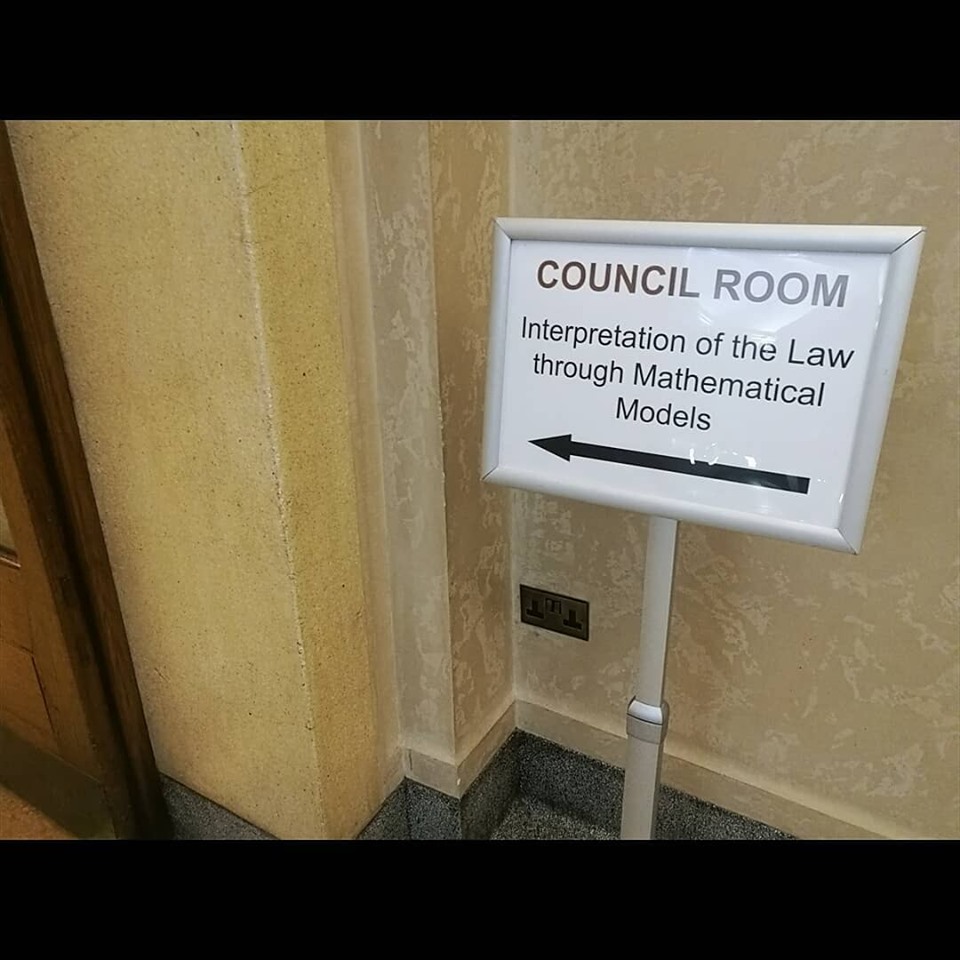 COUNCIL ROOM
Interpretation of the Law
through Mathematical
Models